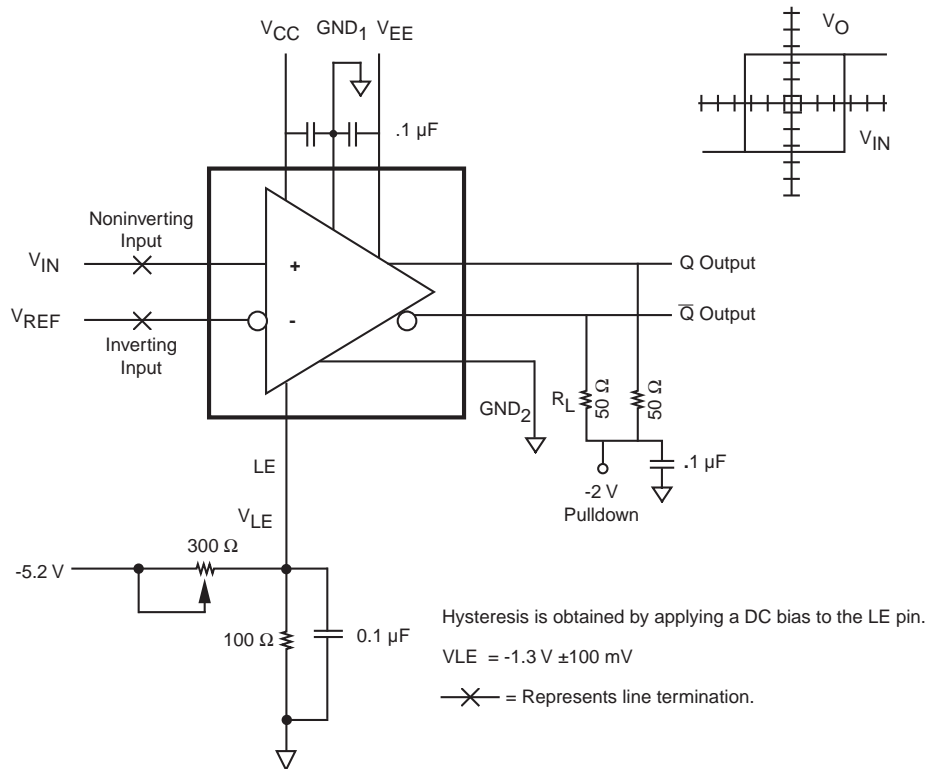 VCC
GND1
VEE
.1 µF
VO
VIN
Noninverting
Input
VIN
+
Q Output
VREF
-
Q̅ Output
Inverting
Input
GND2
RL
50 Ω
50 Ω
LE
.1 µF
-2 V
Pulldown
VLE
300 Ω
-5.2 V
100 Ω
0.1 µF
Hysteresis is obtained by applying a DC bias to the LE pin.
VLE = -1.3 V ±100 mV
= Represents line termination.